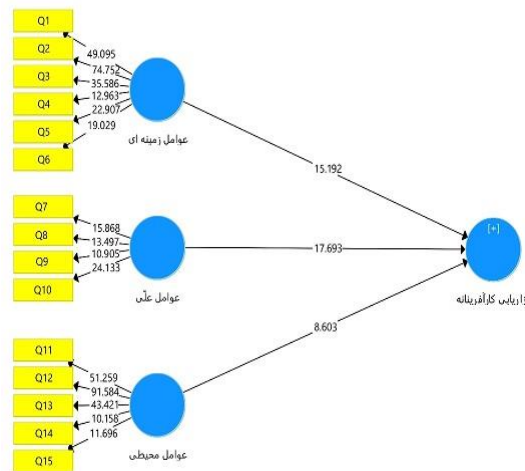 Q1
Q2
Q3
Q4
Q5
Q6
49.095
74.752
35.586
12.963
22.907
19.029
عوامل زمینه ای
15.192
Q7
Q8
Q9
Q10
15.868
13.497
10.905
24.133
عوامل علّی
17.693
[+]
کارآفرینانه
8.603
Q11
Q12
Q13
Q14
Q15
51.259
91.584
43.421
10.158
11.696
عوامل محیطی